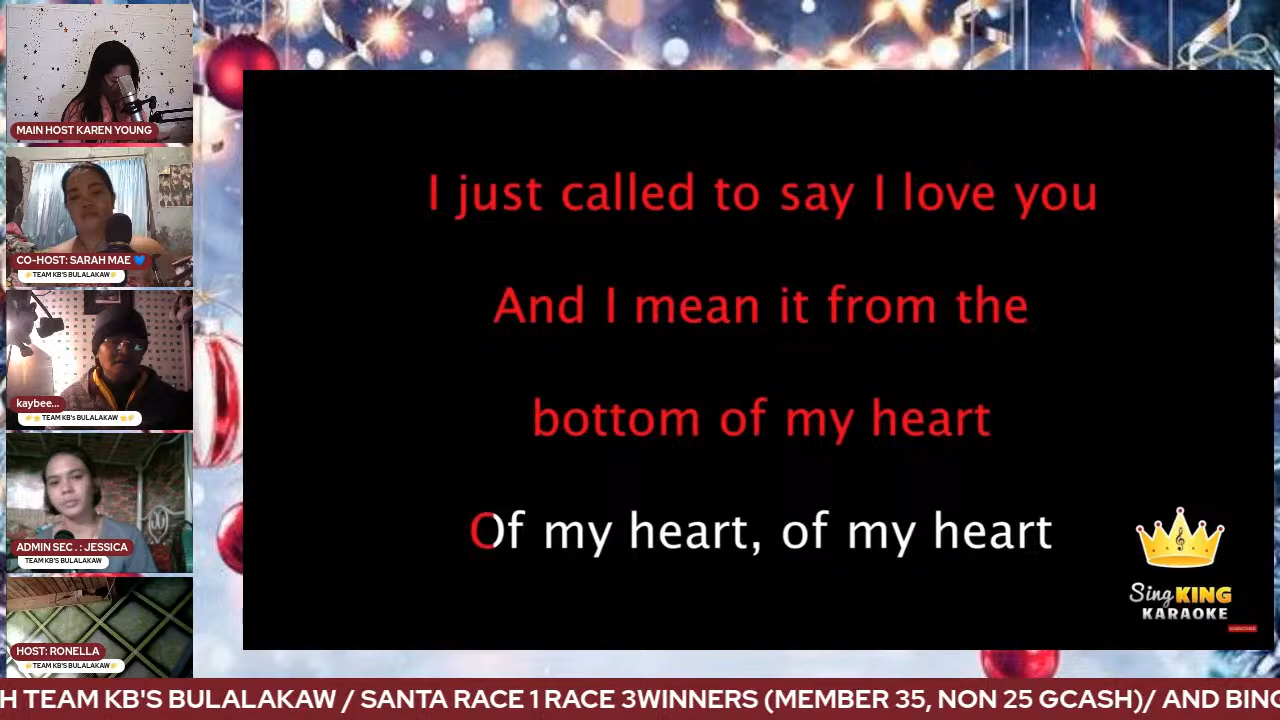 MAIN HOST KAREN YOUNG
CO-HOST: SARAH MAE 💙
TEAM KB'S BULALAKAW
kaybee...
TEAM KB's BULALAKAW
ADMIN SEC . : JESSICA
TEAM KB'S BULALAKAW
HOST: RONELLA
TEAM KB'S BULALAKAW
I just called to say I love you
And I mean it from the
bottom of my heart
Of my heart, of my heart
Sing KING
KARAOKE
SUBSCRIBE
H TEAM KB'S BULALAKAW / SANTA RACE 1 RACE 3WINNERS (MEMBER 35, NON 25 GCASH)/ AND BING